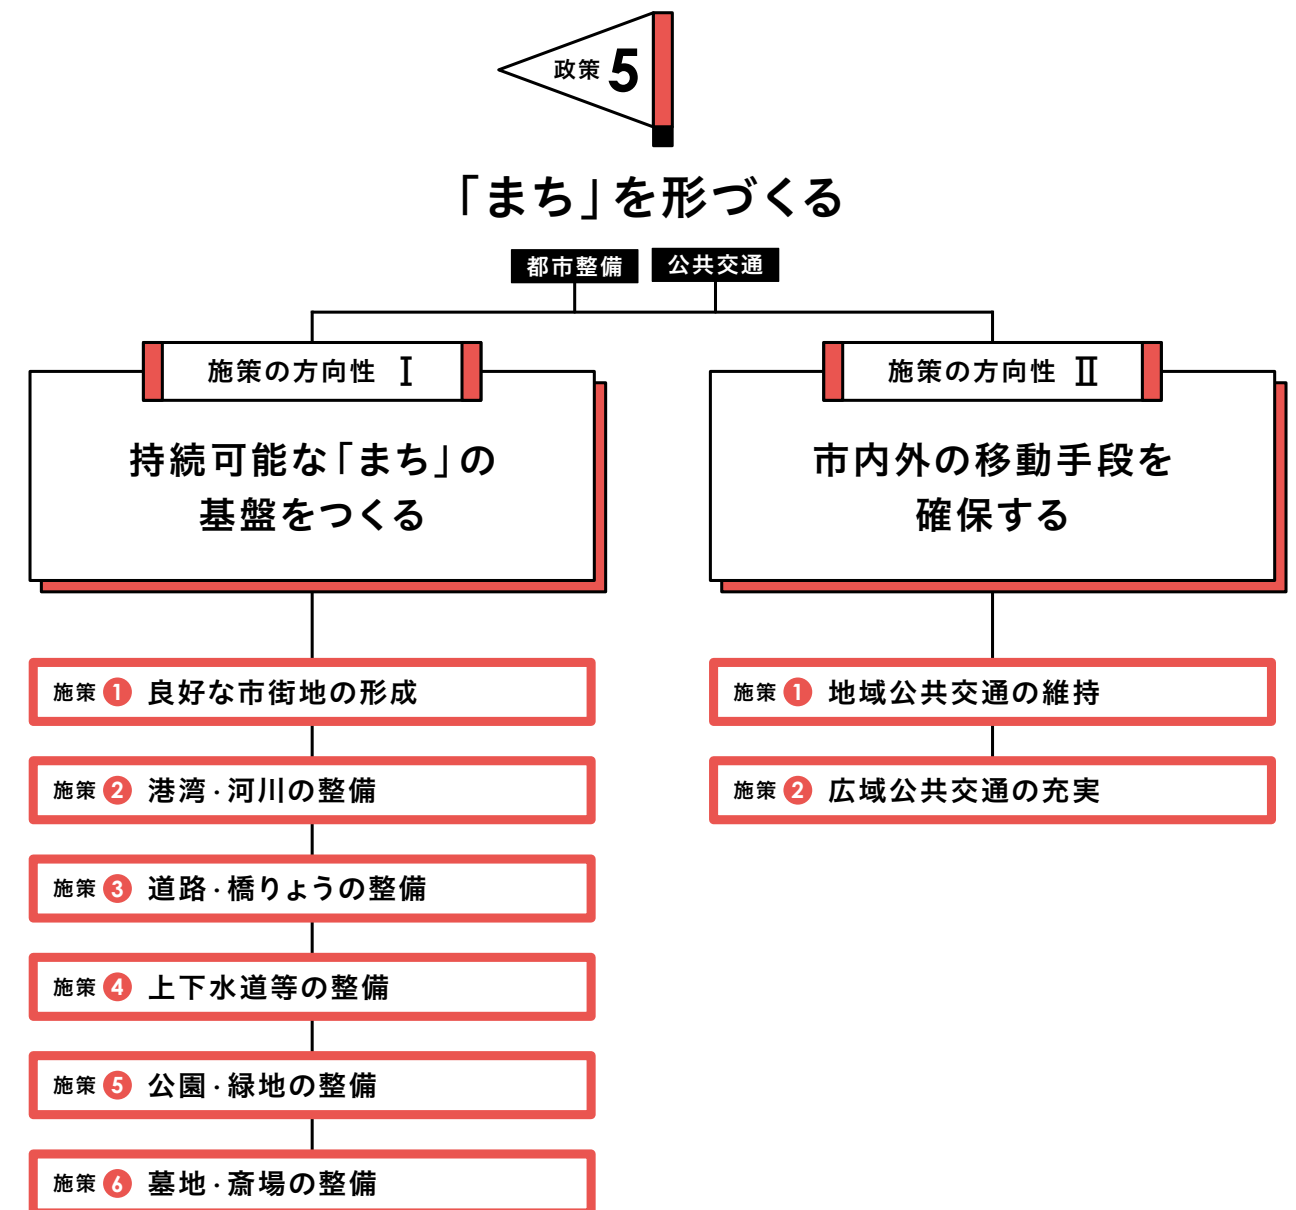 政策 5
「まち」を形づくる
都市整備 公共交通
施策の方向性 Ⅰ
持続可能な「まち」の
基盤をつくる
施策 1 良好な市街地の形成
施策 2 港湾・河川の整備
施策 3 道路・橋りょうの整備
施策 4 上下水道等の整備
施策 5 公園・緑地の整備
施策 6 墓地・斎場の整備
施策の方向性 Ⅱ
市内外の移動手段を
確保する
施策 1 地域公共交通の維持
施策 2 広域公共交通の充実